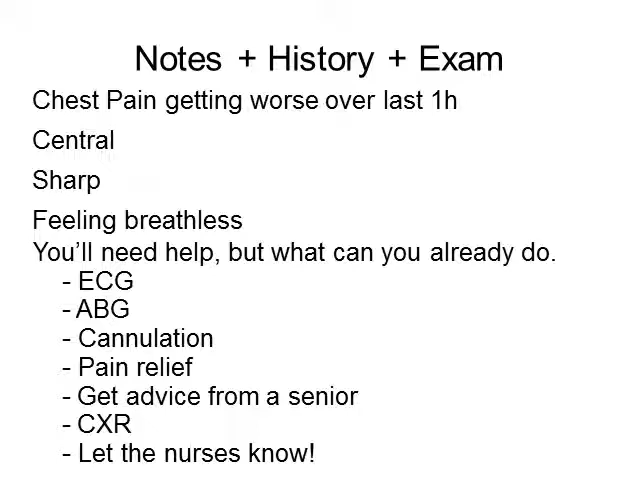 Notes + History + Exam
Chest Pain getting worse over last 1h
Central
Sharp
Feeling breathless
You’ll need help, but what can you already do.
- ECG
- ABG
- Cannulation
- Pain relief
- Get advice from a senior
- CXR
- Let the nurses know!